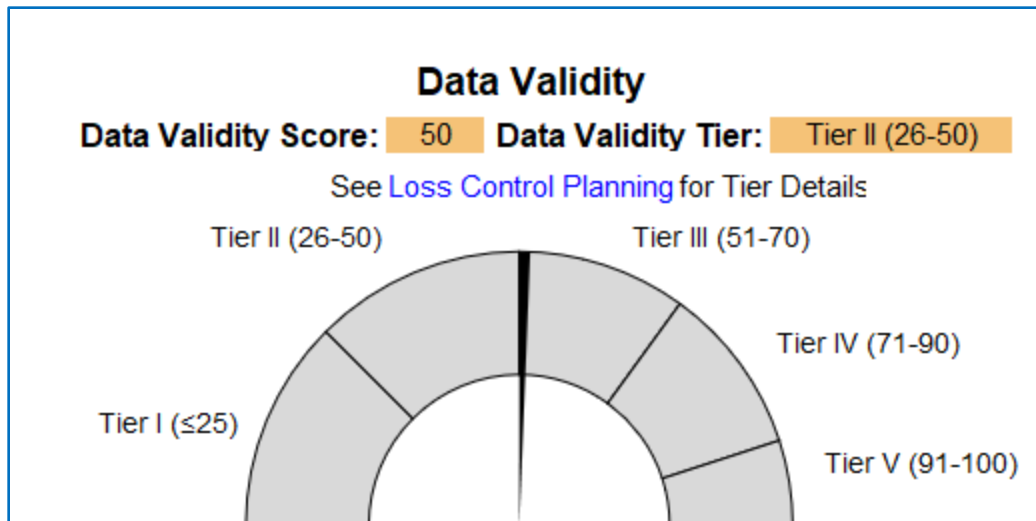 Data Validity
Data Validity Score: 50 Data Validity Tier: Tier II (26-50)
See Loss Control Planning for Tier Details
Tier II (26-50) Tier III (51-70)
Tier IV (71-90)
Tier I (≤25)
Tier V (91-100)